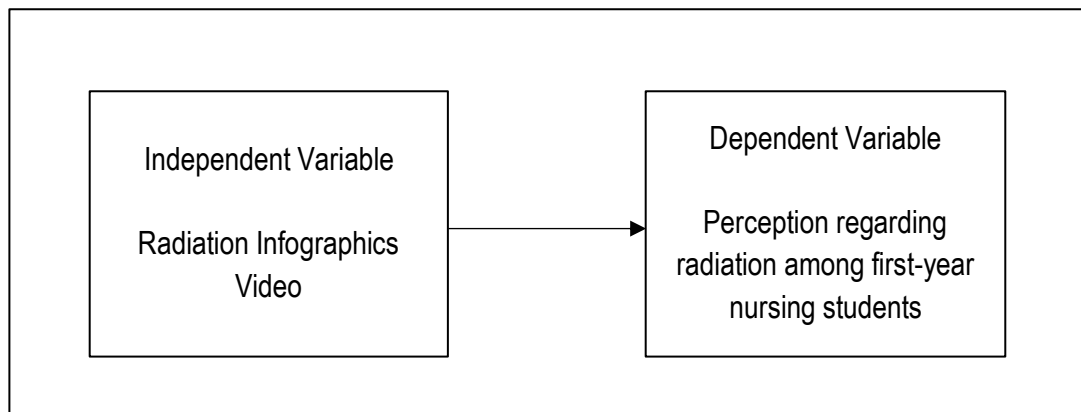 Independent Variable
Radiation Infographics
Video
Dependent Variable
Perception regarding
radiation among first-year
nursing students